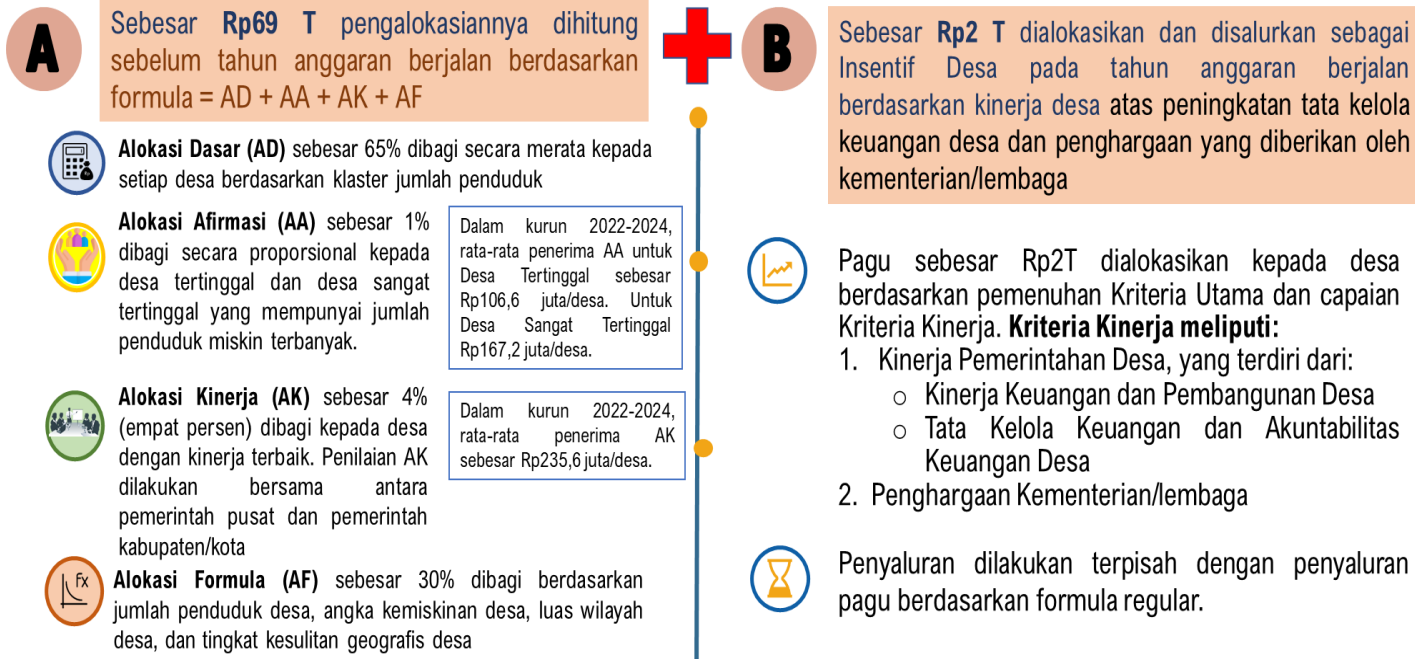 A
Sebesar Rp69 T pengalokasiannya dihitung
sebelum tahun anggaran berjalan berdasarkan
formula = AD + AA + AK + AF
Alokasi Dasar (AD) sebesar 65% dibagi secara merata kepada
setiap desa berdasarkan klaster jumlah penduduk
Alokasi Afirmasi (AA) sebesar 1%
dibagi secara proporsional kepada
desa tertinggal dan desa sangat
tertinggal yang mempunyai jumlah
penduduk miskin terbanyak.
Dalam kurun 2022-2024,
rata-rata penerima AA untuk
Desa Tertinggal sebesar
Rp106,6 juta/desa. Untuk
Desa Sangat Tertinggal
Rp167,2 juta/desa.
Alokasi Kinerja (AK) sebesar 4%
(empat persen) dibagi kepada desa
dengan kinerja terbaik. Penilaian AK
dilakukan bersama antara
pemerintah pusat dan pemerintah
kabupaten/kota
Dalam kurun 2022-2024,
rata-rata penerima AK
sebesar Rp235,6 juta/desa.
Fx
Alokasi Formula (AF) sebesar 30% dibagi berdasarkan
jumlah penduduk desa, angka kemiskinan desa, luas wilayah
desa, dan tingkat kesulitan geografis desa
B
Sebesar Rp2 T dialokasikan dan disalurkan sebagai
Insentif Desa pada tahun anggaran berjalan
berdasarkan kinerja desa atas peningkatan tata kelola
keuangan desa dan penghargaan yang diberikan oleh
kementerian/lembaga
Pagu sebesar Rp2T dialokasikan kepada desa
berdasarkan pemenuhan Kriteria Utama dan capaian
Kriteria Kinerja. Kriteria Kinerja meliputi:
1. Kinerja Pemerintahan Desa, yang terdiri dari:
o Kinerja Keuangan dan Pembangunan Desa
o Tata Kelola Keuangan dan Akuntabilitas
Keuangan Desa
2. Penghargaan Kementerian/lembaga
Penyaluran dilakukan terpisah dengan penyaluran
pagu berdasarkan formula regular.